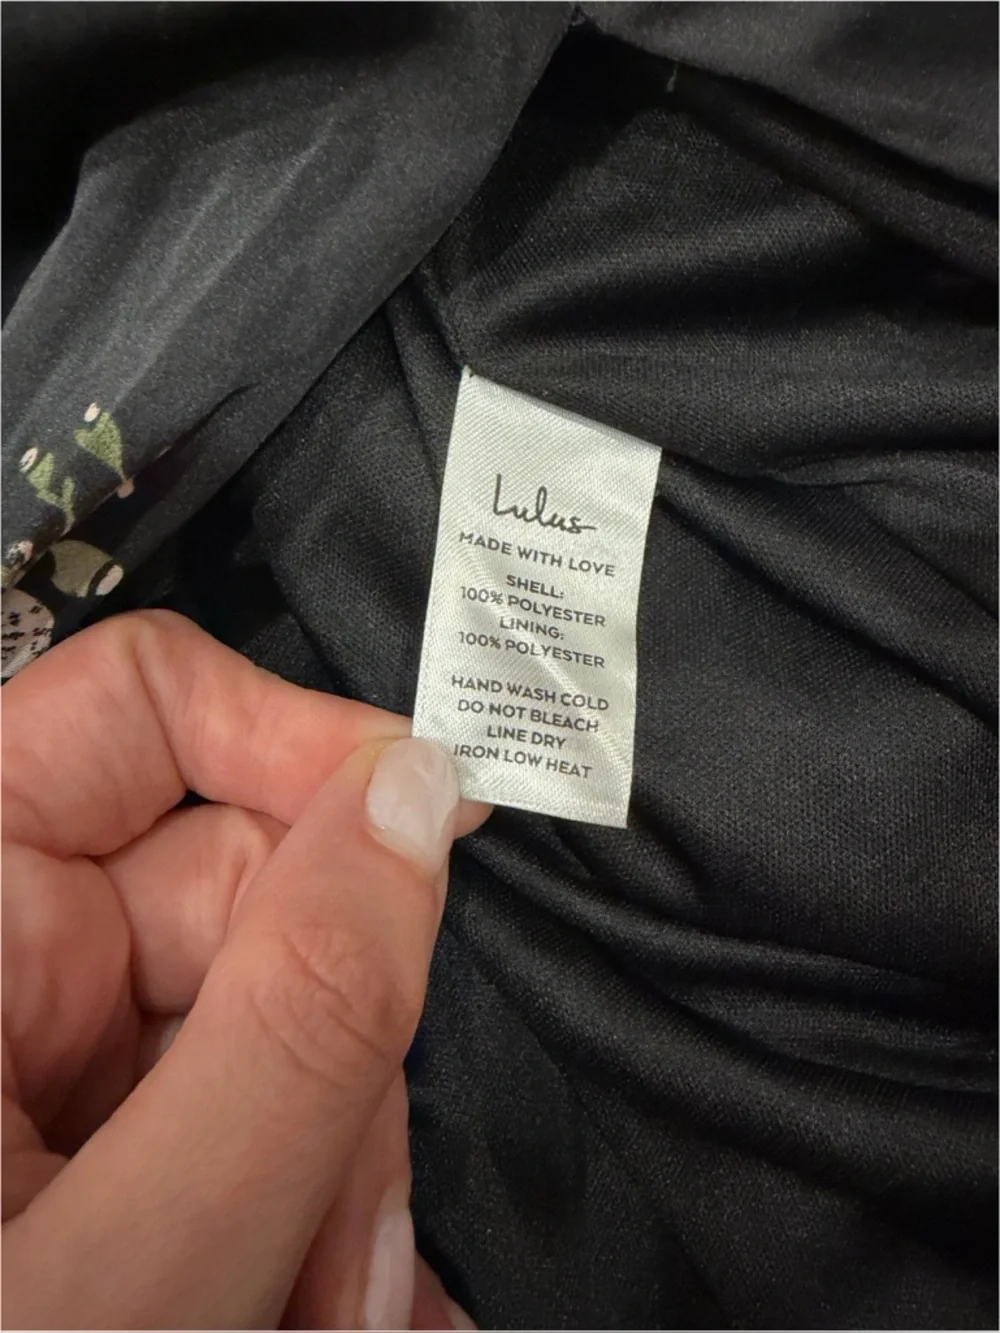 Lulus
MADE WITH LOVE
SHELL:
100% POLYESTER
LINING:
100% POLYESTER
HAND WASH COLD
DO NOT BLEACH
LINE DRY
IRON LOW HEAT